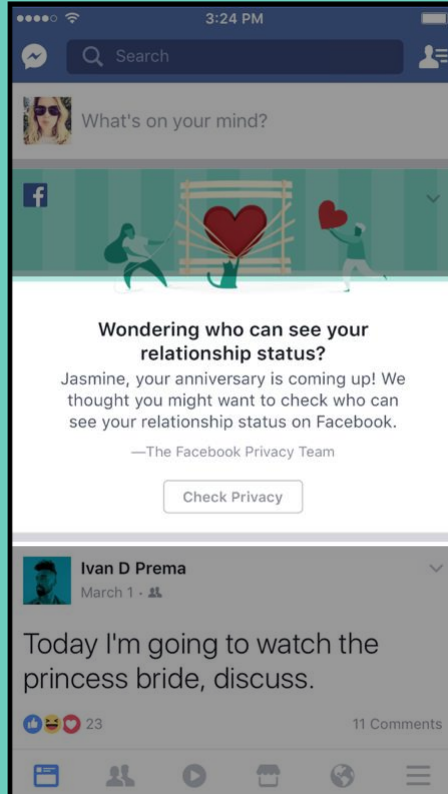 3:24 PM
Search
What's on your mind?
Wondering who can see your
relationship status?
Jasmine, your anniversary is coming up! We
thought you might want to check who can
see your relationship status on Facebook.
—The Facebook Privacy Team
Check Privacy
Ivan D Prema
March 1 ·
Today I'm going to watch the
princess bride, discuss.
23
11 Comments